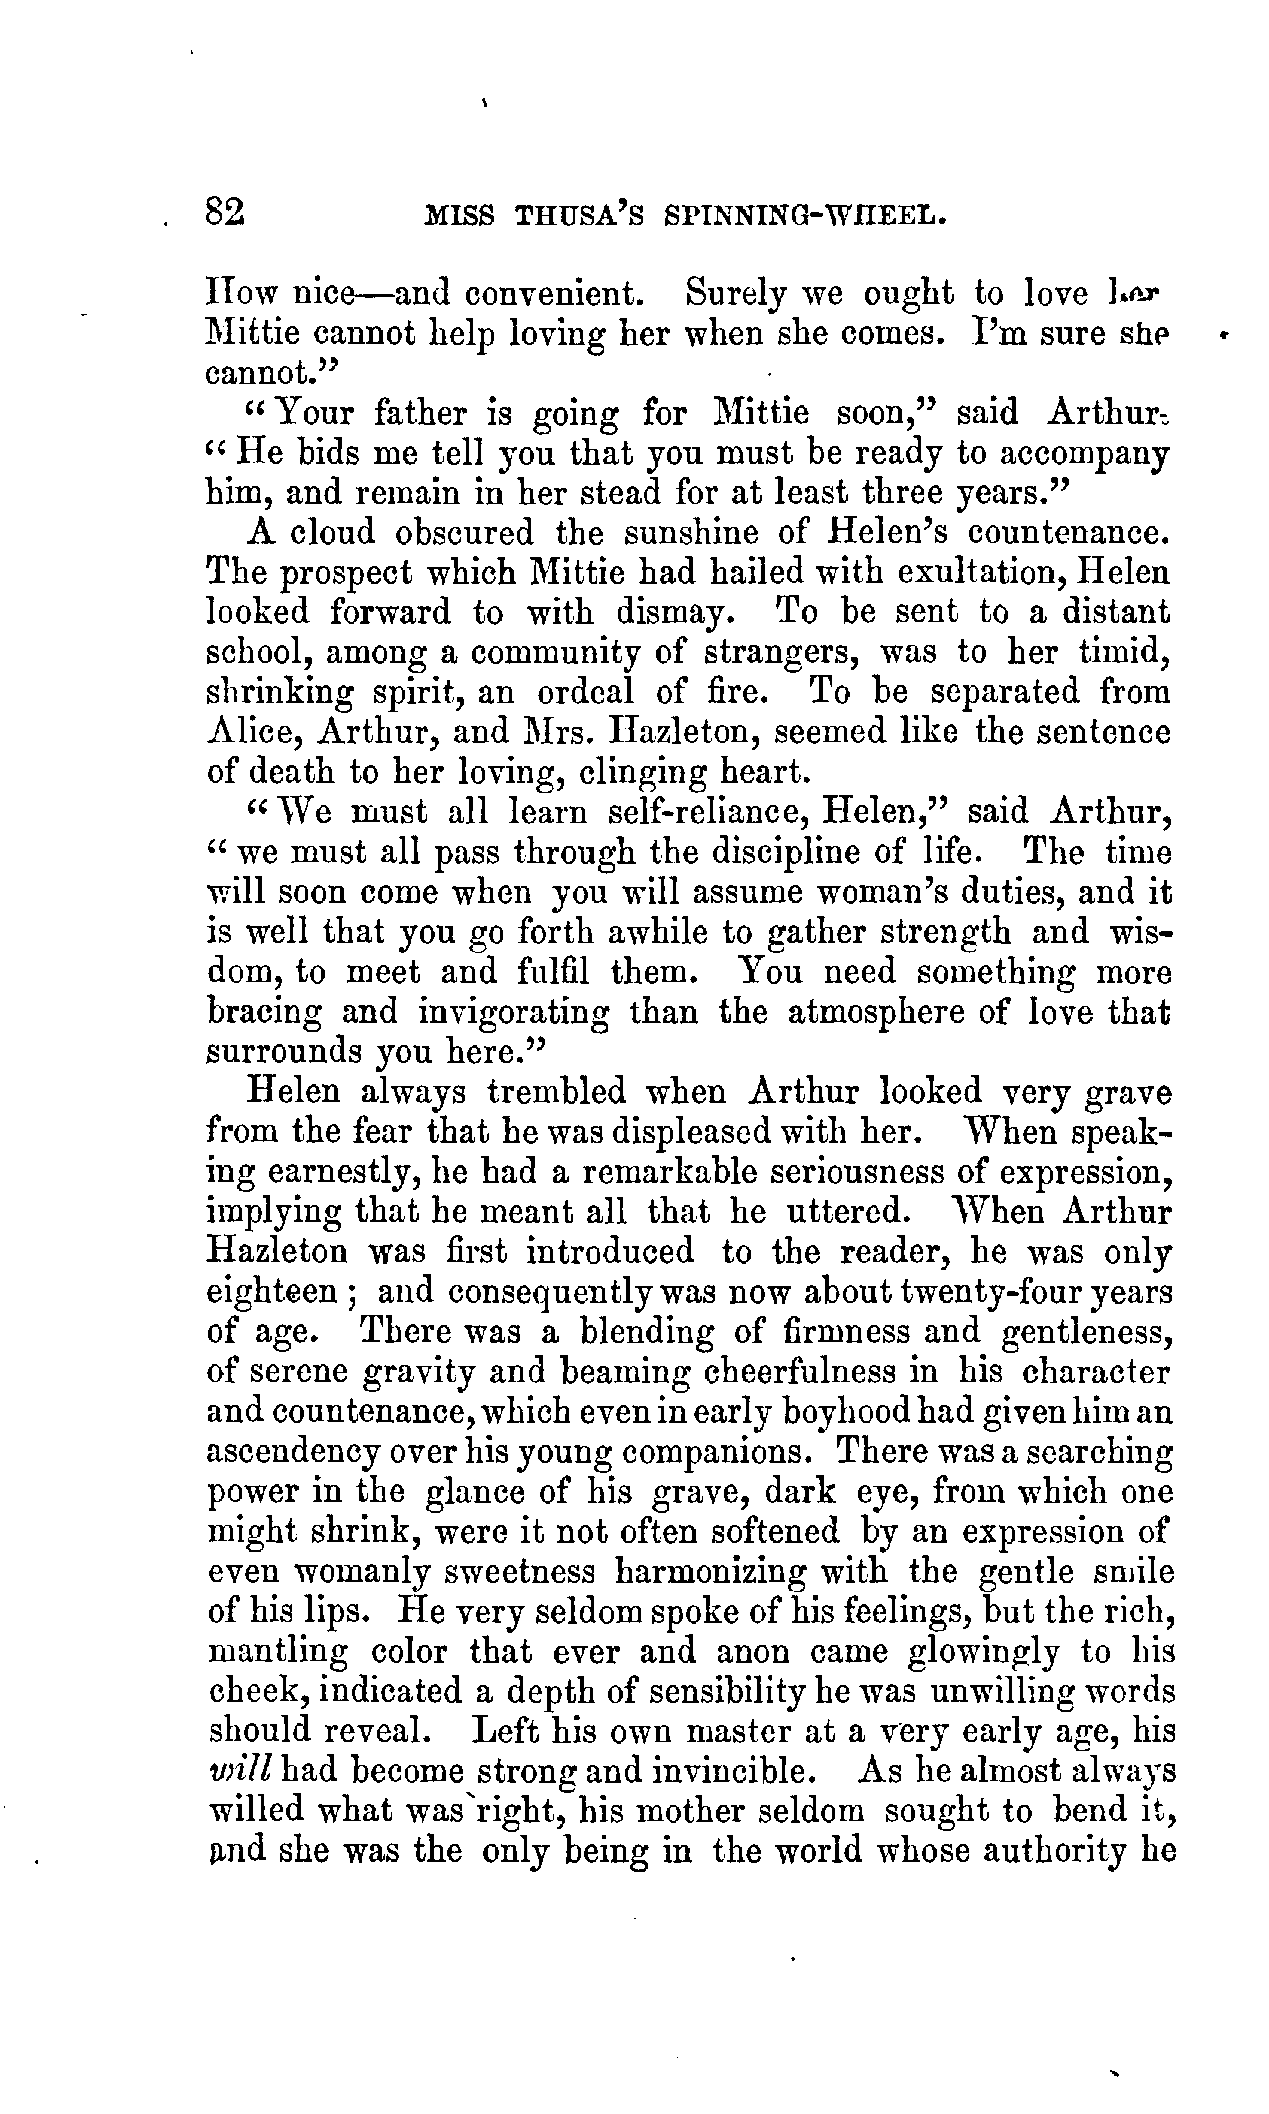 82 MISS THUSA'S SPINNING-WHEEL.
How nice—and convenient. Surely we ought to love her
Mittie cannot help loving her when she comes. I'm sure she
cannot."
"Your father is going for Mittie soon," said Arthur.
"He bids me tell you that you must be ready to accompany
him, and remain in her stead for at least three years."
A cloud obscured the sunshine of Helen's countenance.
The prospect which Mittie had hailed with exultation, Helen
looked forward to with dismay. To be sent to a distant
school, among a community of strangers, was to her timid,
shrinking spirit, an ordeal of fire. To be separated from
Alice, Arthur, and Mrs. Hazleton, seemed like the sentence
of death to her loving, clinging heart.
"We must all learn self-reliance, Helen," said Arthur,
"we must all pass through the discipline of life. The time
will soon come when you will assume woman's duties, and it
is well that you go forth awhile to gather strength and wis-
dom, to meet and fulfil them. You need something more
bracing and invigorating than the atmosphere of love that
surrounds you here."
Helen always trembled when Arthur looked very grave
from the fear that he was displeased with her. When speak-
ing earnestly, he had a remarkable seriousness of expression,
implying that he meant all that he uttered. When Arthur
Hazleton was first introduced to the reader, he was only
eighteen; and consequently was now about twenty-four years
of age. There was a blending of firmness and gentleness,
of serene gravity and beaming cheerfulness in his character
and countenance, which even in early boyhood had given him an
ascendency over his young companions. There was a searching
power in the glance of his grave, dark eye, from which one
might shrink, were it not often softened by an expression of
even womanly sweetness harmonizing with the gentle smile
of his lips. He very seldom spoke of his feelings, but the rich,
mantling color that ever and anon came glowingly to his
cheek, indicated a depth of sensibility he was unwilling words
should reveal. Left his own master at a very early age, his
will had become strong and invincible. As he almost always
willed what was right, his mother seldom sought to bend it,
and she was the only being in the world whose authority he